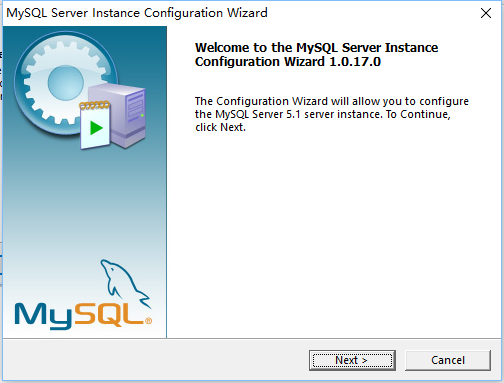 MySQL Server Instance Configuration Wizard
Welcome to the MySQL Server Instance
Configuration Wizard 1.0.17.0
The Configuration Wizard will allow you to configure
the MySQL Server 5.1 server instance. To Continue,
click Next.
MySQL®
Next >
Cancel